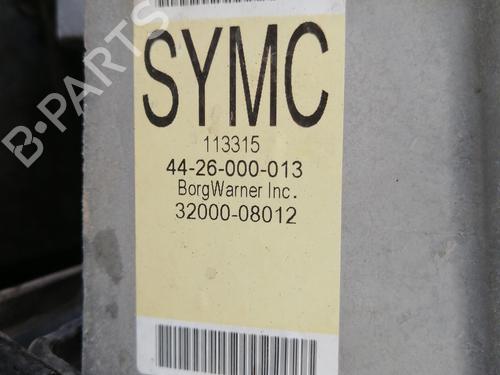 SYMC
113315
44-26-000-013
BorgWarner Inc.
32000-08012
B-PARTS